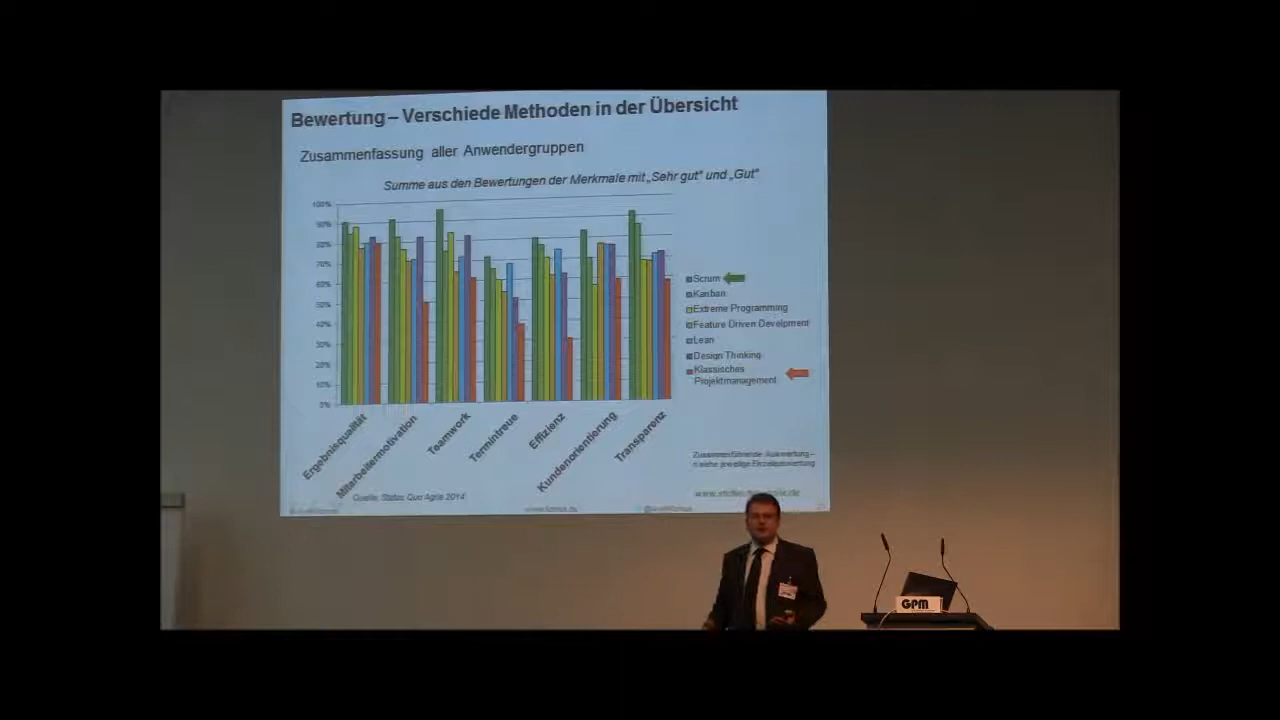 Bewertung – Verschiede Methoden in der Übersicht
Zusammenfassung aller Anwendergruppen
Summe aus den Bewertungen der Merkmale mit „Sehr gut" und „Gut"
100%
90%
80%
70%
60%
50%
40%
30%
20%
10%
0%
Ergebnisqualität
Mitarbeitermotivation
Teamwork
Termintreue
Effizienz
Kundenorientierung
Transparenz
Scrum
Kanban
Extreme Programming
Feature Driven Develpment
Lean
Design Thinking
Klassisches
Projektmanagement
Zusammenführende Auswertung –
Quelle: Status Quo Agile 2014
GPM